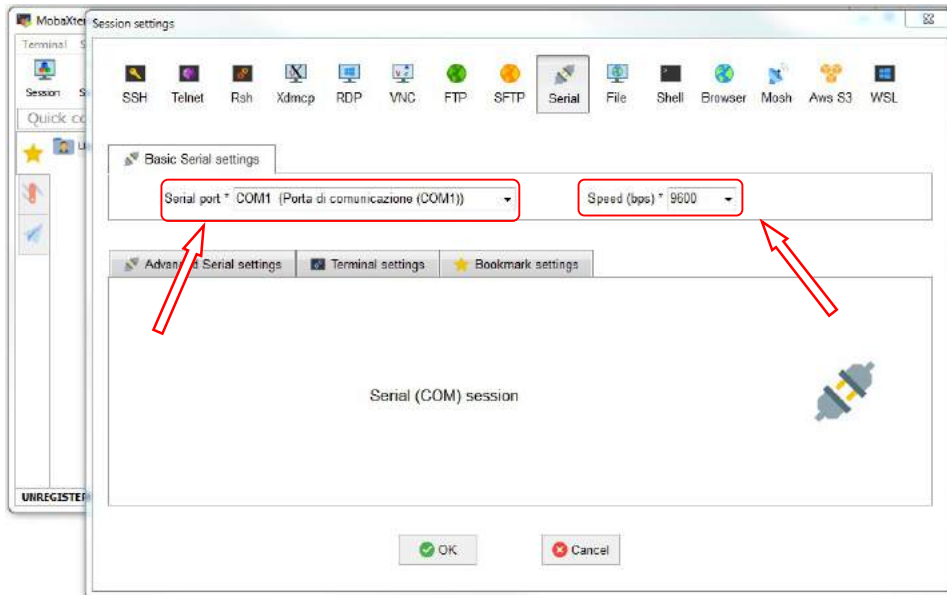 MobaXter
Session settings
Terminal S
Session S
Quick co
SSH Telnet Rsh Xdmcp RDP VNC FTP SFTP Serial File Shell Browser Mosh Aws S3 WSL
Basic Serial settings
Serial port * COM1 (Porta di comunicazione (COM1)) Speed (bps) * 9600
Advanced Serial settings Terminal settings Bookmark settings
Serial (COM) session
UNREGISTER
OK Cancel